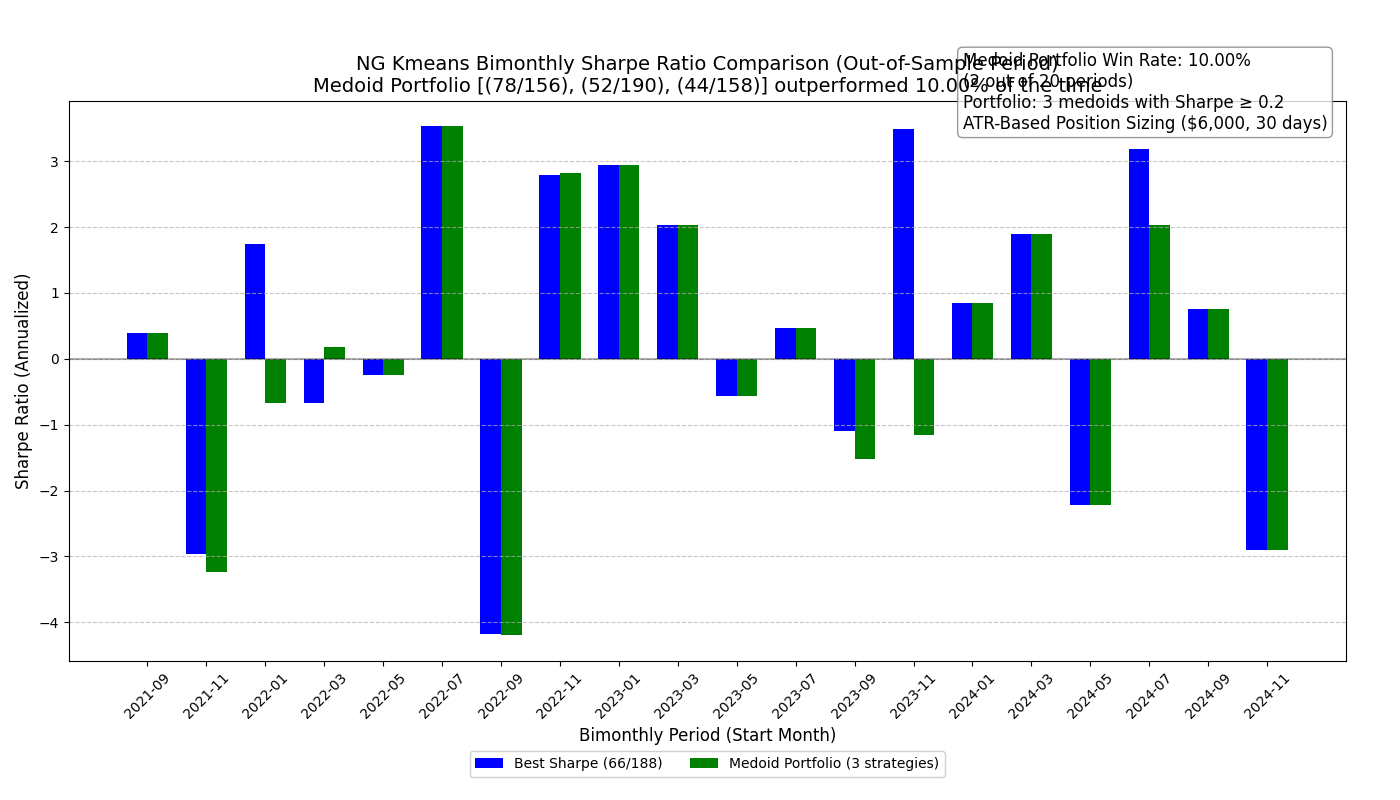 NG Kmeans Bimonthly Sharpe Ratio Comparison (Out-of-Sample Period)
Medoid Portfolio [(78/156), (52/190), (44/158)] outperformed 10.00% of the time
Medoid Portfolio Win Rate: 10.00%
(2 out of 20 periods)
Portfolio: 3 medoids with Sharpe ≥ 0.2
ATR-Based Position Sizing ($6,000, 30 days)
Sharpe Ratio (Annualized)
3
2
1
0
−1
−2
−3
−4
2021-09
2021-11
2022-01
2022-03
2022-05
2022-07
2022-09
2022-11
2023-01
2023-03
2023-05
2023-07
2023-09
2023-11
2024-01
2024-03
2024-05
2024-07
2024-09
2024-11
Bimonthly Period (Start Month)
Best Sharpe (66/188)
Medoid Portfolio (3 strategies)